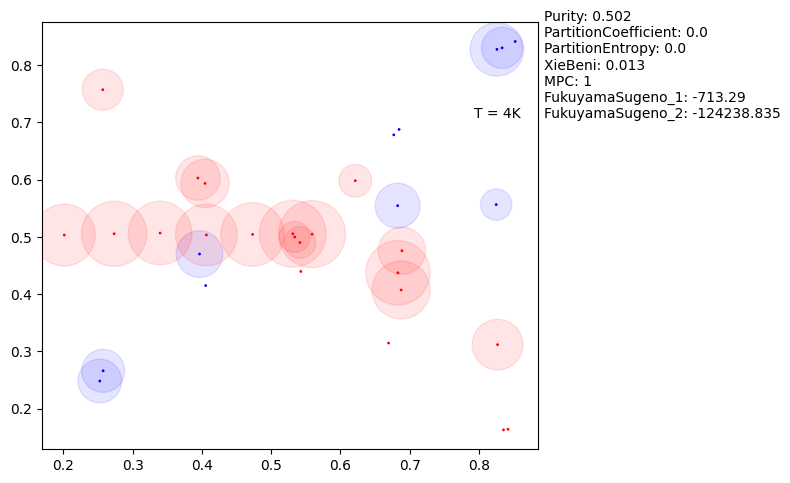 Purity: 0.502
PartitionCoefficient: 0.0
PartitionEntropy: 0.0
XieBeni: 0.013
MPC: 1
FukuyamaSugeno_1: -713.29
FukuyamaSugeno_2: -124238.835
T = 4K
0.8
0.7
0.6
0.5
0.4
0.3
0.2
0.2 0.3 0.4 0.5 0.6 0.7 0.8